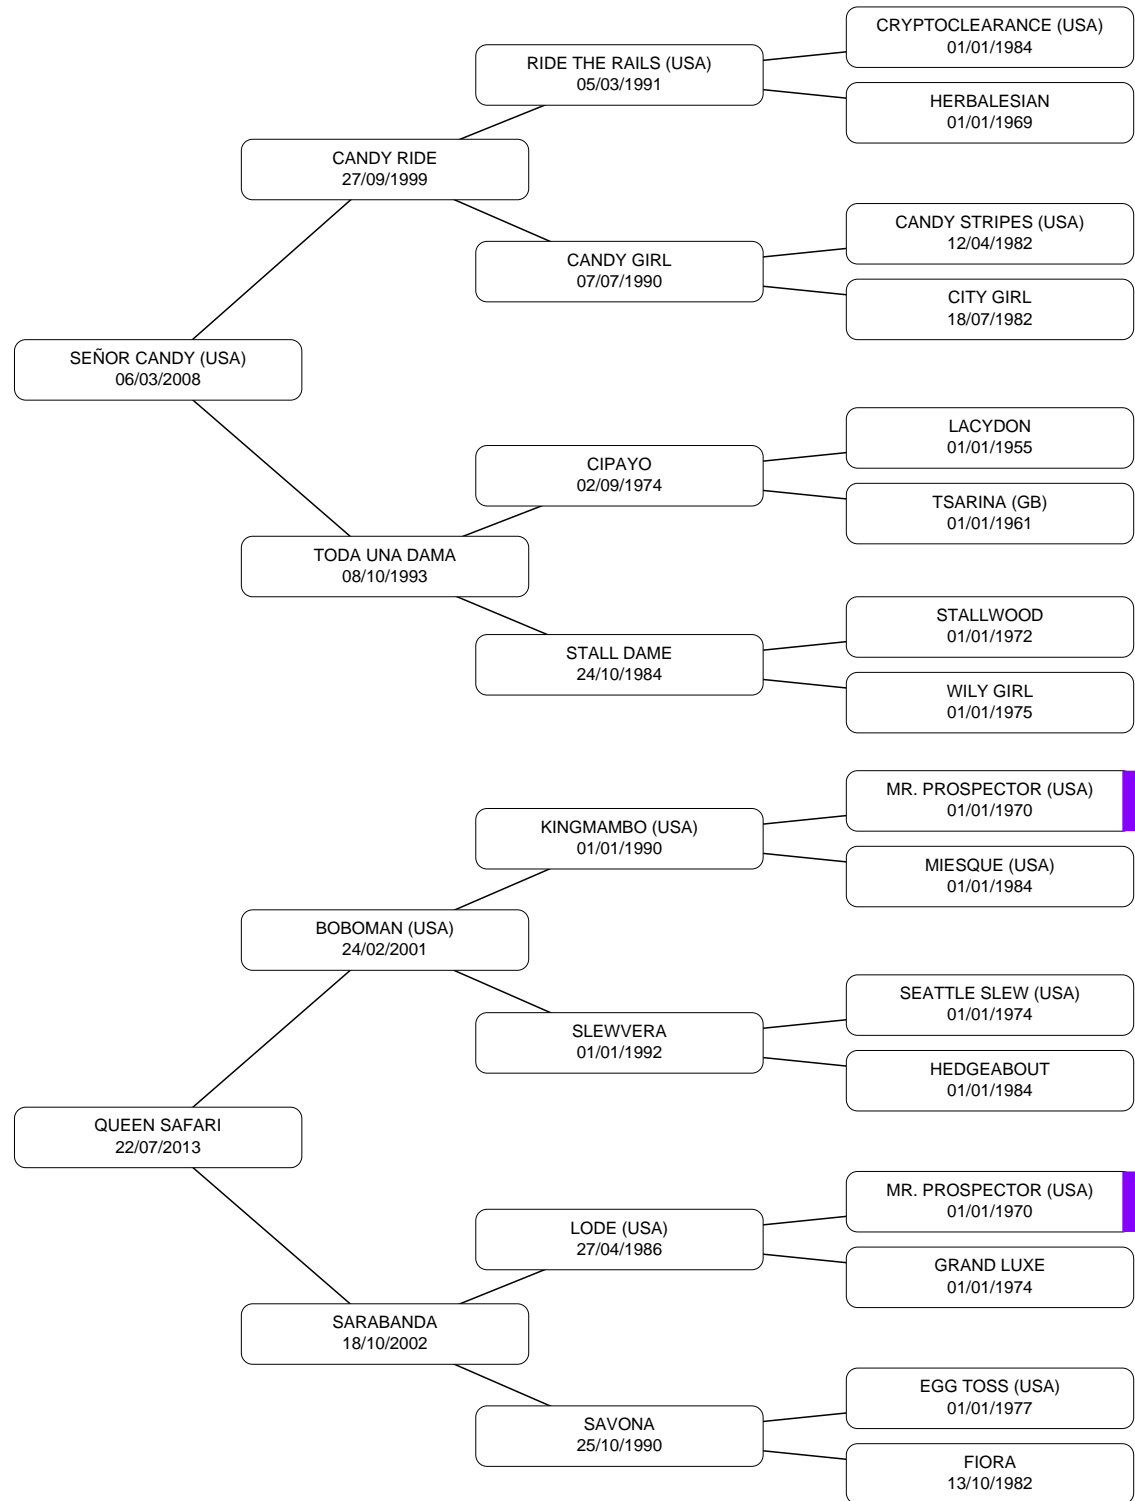 CRYPTOCLEARANCE (USA)
01/01/1984
RIDE THE RAILS (USA)
05/03/1991
HERBALESIAN
01/01/1969
CANDY RIDE
27/09/1999
CANDY STRIPES (USA)
12/04/1982
CANDY GIRL
07/07/1990
CITY GIRL
18/07/1982
SEÑOR CANDY (USA)
06/03/2008
LACYDON
01/01/1955
CIPAYO
02/09/1974
TSARINA (GB)
01/01/1961
TODA UNA DAMA
08/10/1993
STALLWOOD
01/01/1972
STALL DAME
24/10/1984
WILY GIRL
01/01/1975
MR. PROSPECTOR (USA)
01/01/1970
KINGMAMBO (USA)
01/01/1990
MIESQUE (USA)
01/01/1984
BOBOMAN (USA)
24/02/2001
SEATTLE SLEW (USA)
01/01/1974
SLEWVERA
01/01/1992
HEDGEABOUT
01/01/1984
QUEEN SAFARI
22/07/2013
MR. PROSPECTOR (USA)
01/01/1970
LODE (USA)
27/04/1986
GRAND LUXE
01/01/1974
SARABANDA
18/10/2002
EGG TOSS (USA)
01/01/1977
SAVONA
25/10/1990
FIORA
13/10/1982